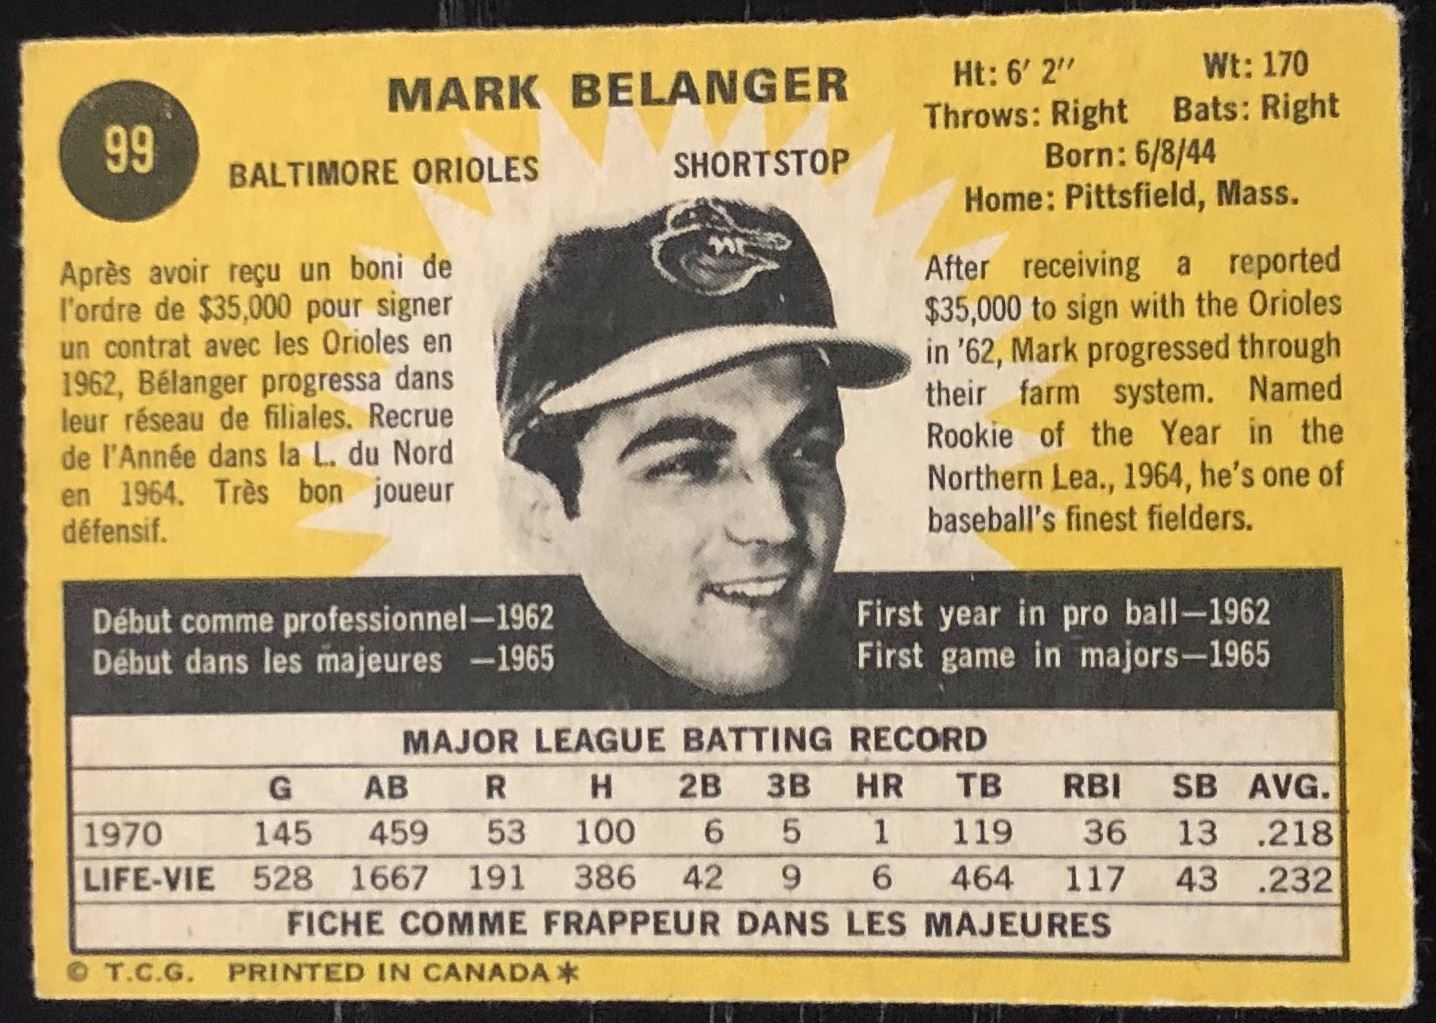 99
MARK BELANGER
BALTIMORE ORIOLES SHORTSTOP
Ht: 6' 2'' Wt: 170
Throws: Right Bats: Right
Born: 6/8/44
Home: Pittsfield, Mass.
Après avoir reçu un boni de
l'ordre de $35,000 pour signer
un contrat avec les Orioles en
1962, Bélanger progressa dans
leur réseau de filiales. Recrue
de l'Année dans la L. du Nord
en 1964. Très bon joueur
défensif.
After receiving a reported
$35,000 to sign with the Orioles
in '62, Mark progressed through
their farm system. Named
Rookie of the Year in the
Northern Lea., 1964, he's one of
baseball's finest fielders.
Début comme professionnel—1962
Début dans les majeures —1965
First year in pro ball—1962
First game in majors—1965
MAJOR LEAGUE BATTING RECORD
G AB R H 2B 3B HR TB RBI SB AVG.
1970 145 459 53 100 6 5 1 119 36 13 .218
LIFE-VIE 528 1667 191 386 42 9 6 464 117 43 .232
FICHE COMME FRAPPEUR DANS LES MAJEURES
© T.C.G. PRINTED IN CANADA *